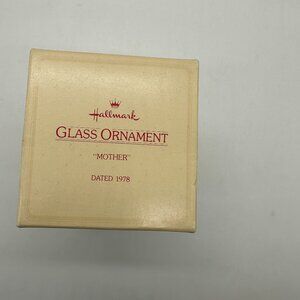 Hallmark
GLASS ORNAMENT
"MOTHER"
DATED 1978